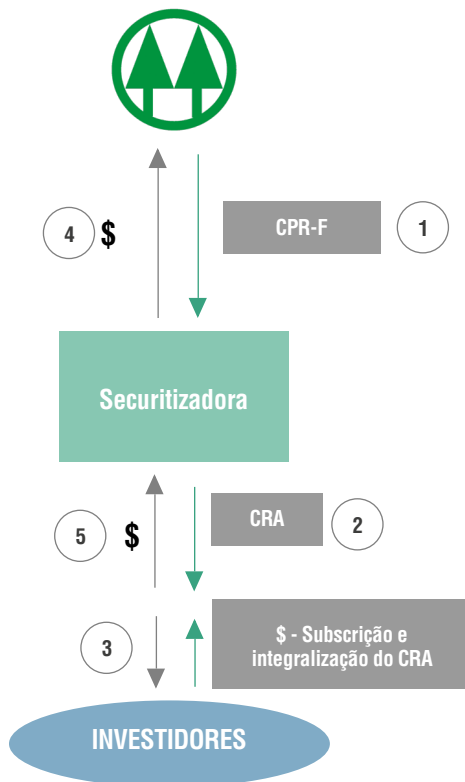 4
$
CPR-F
1
Securitizadora
5
$
CRA
2
3
$ - Subscrição e
integralização do CRA
INVESTIDORES